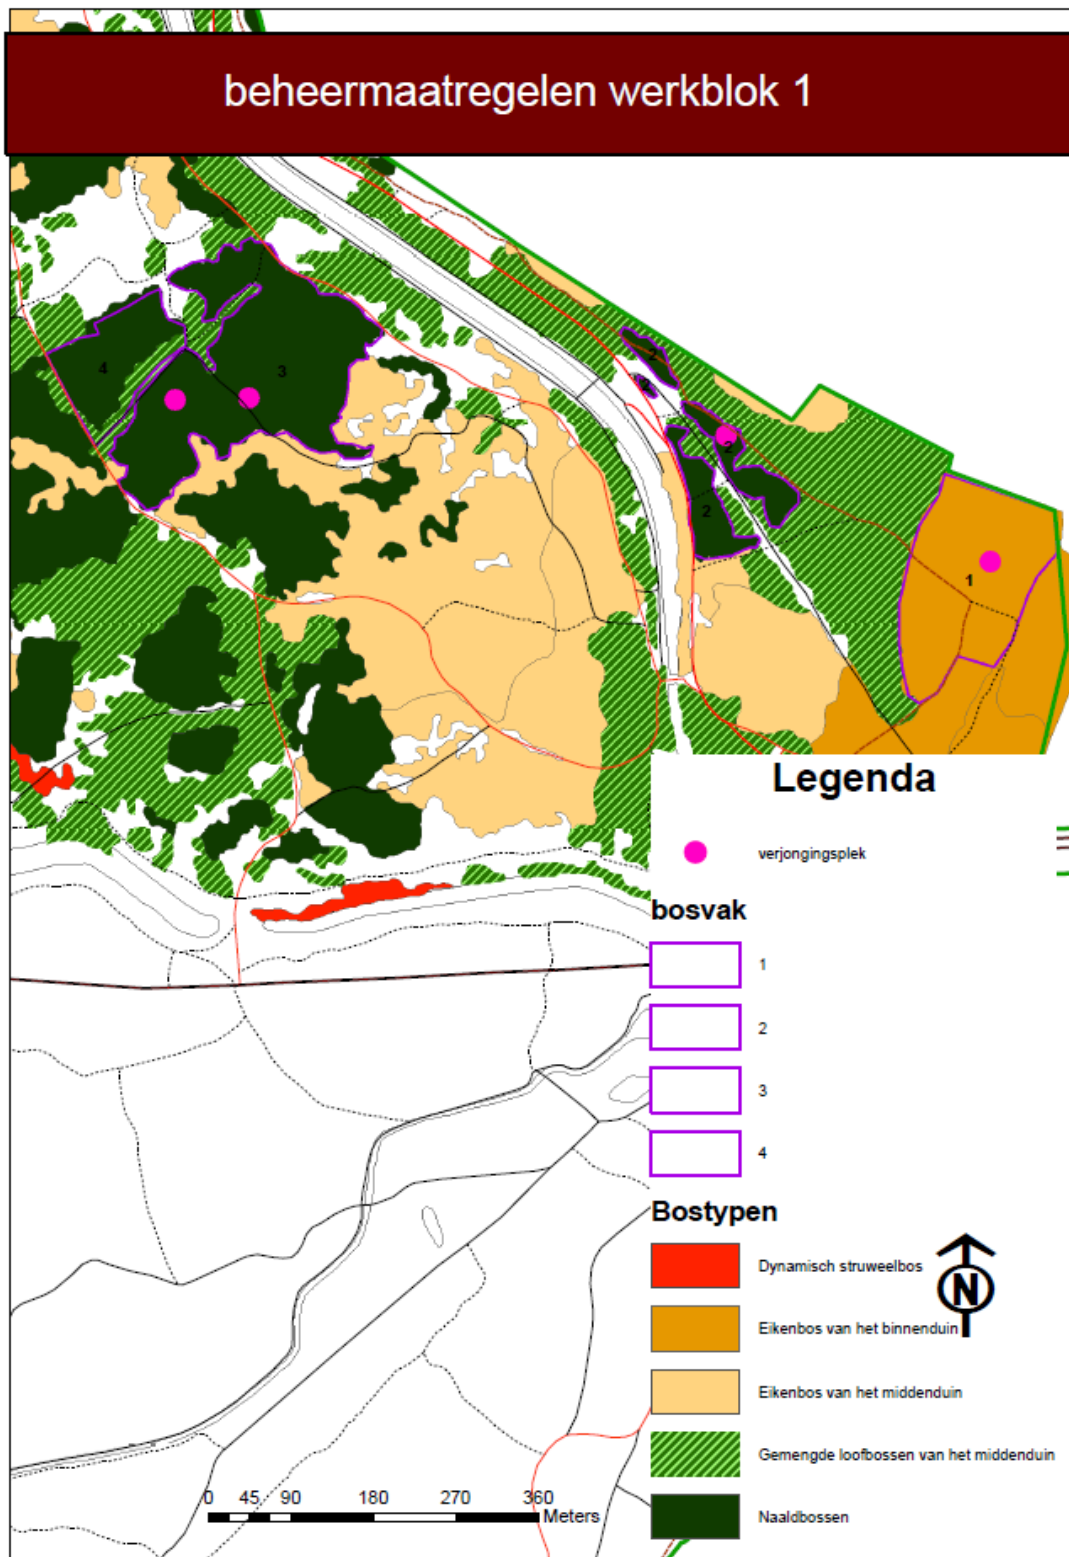 beheermaatregelen werkblok 1
2
4
3
2
2
2
1
Legenda
verjongingsplek
bosvak
1
2
3
4
Bostypen
Dynamisch struweelbos
N
Eikenbos van het binnenduin
Eikenbos van het middenduin
Gemengde loofbossen van het middenduin
Naaldbossen
0 45 90 180 270 360
Meters